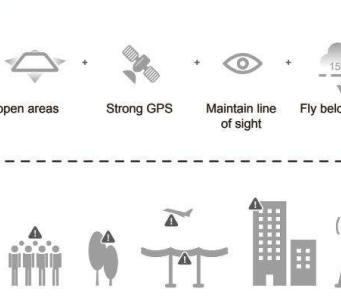 15
open areas
Strong GPS
Maintain line
of sight
Fly belo